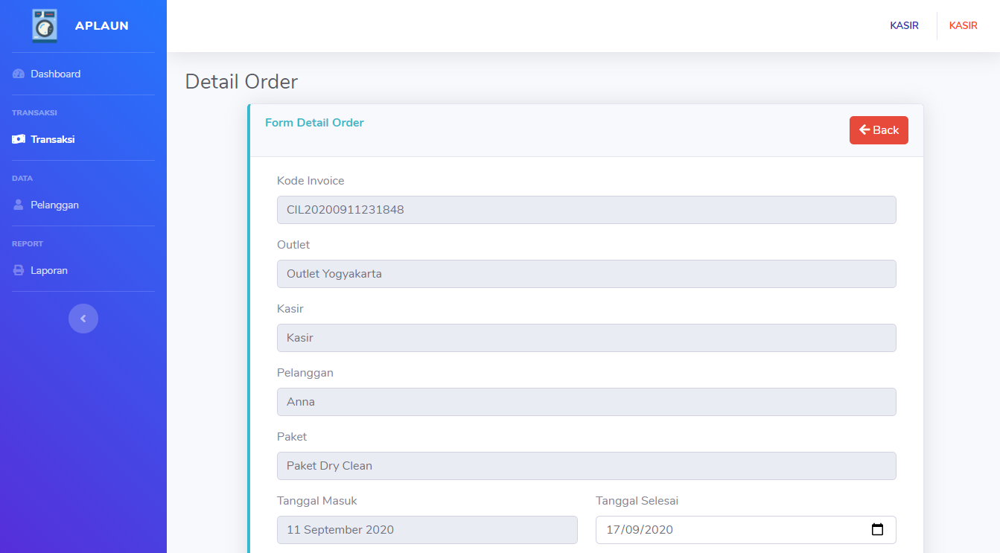 APLAUN
KASIR
KASIR
Dashboard
TRANSAKSI
Transaksi
DATA
Pelanggan
REPORT
Laporan
Detail Order
Form Detail Order
Back
Kode Invoice
CIL20200911231848
Outlet
Outlet Yogyakarta
Kasir
Kasir
Pelanggan
Anna
Paket
Paket Dry Clean
Tanggal Masuk
11 September 2020
Tanggal Selesai
17/09/2020